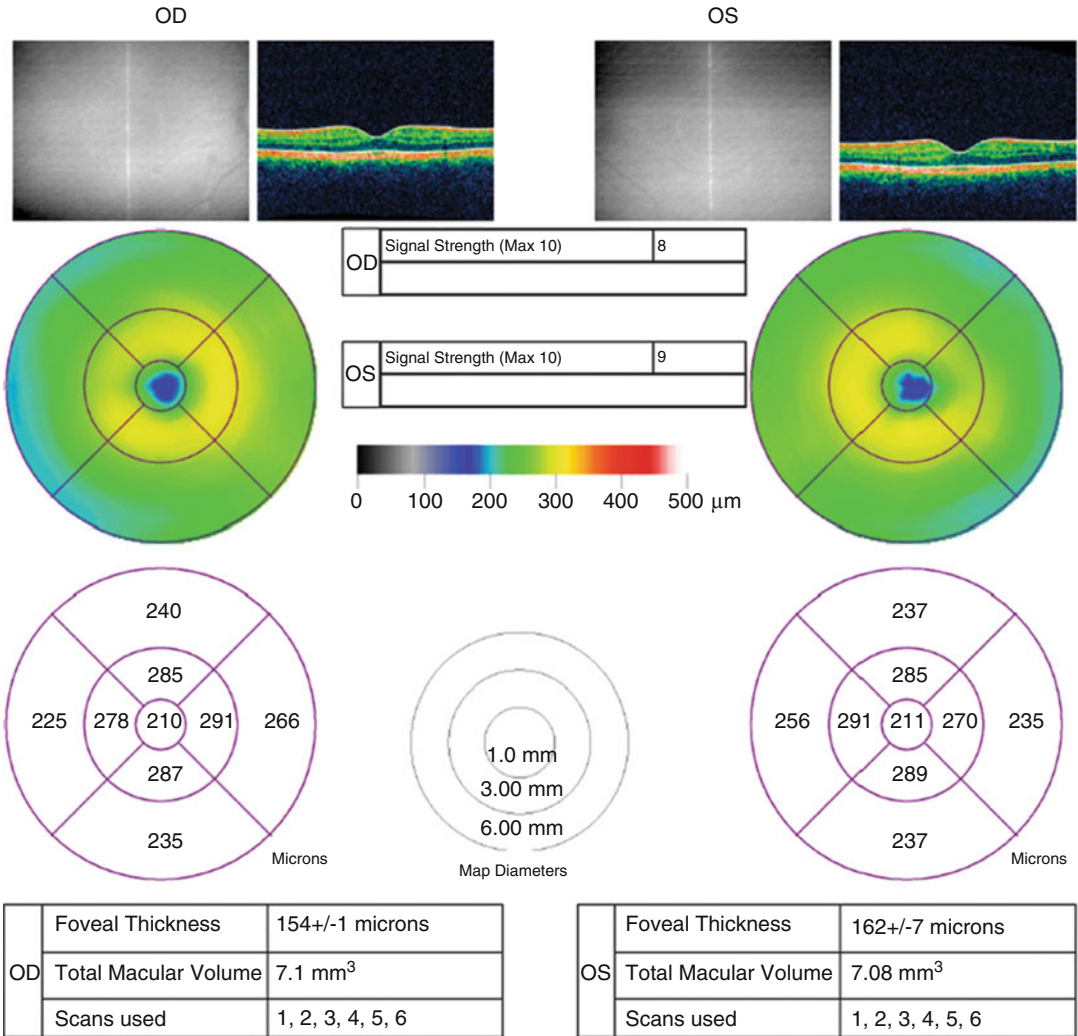 OD
OS
OD
Signal Strength (Max 10) 8
OS
Signal Strength (Max 10) 9
0 100 200 300 400 500 μm
240
285
225 278 210 291 266
287
235
Microns
1.0 mm
3.00 mm
6.00 mm
Map Diameters
237
285
256 291 211 270 235
289
237
Microns
OD
Foveal Thickness 154+/-1 microns
Total Macular Volume 7.1 mm³
Scans used 1, 2, 3, 4, 5, 6
OS
Foveal Thickness 162+/-7 microns
Total Macular Volume 7.08 mm³
Scans used 1, 2, 3, 4, 5, 6